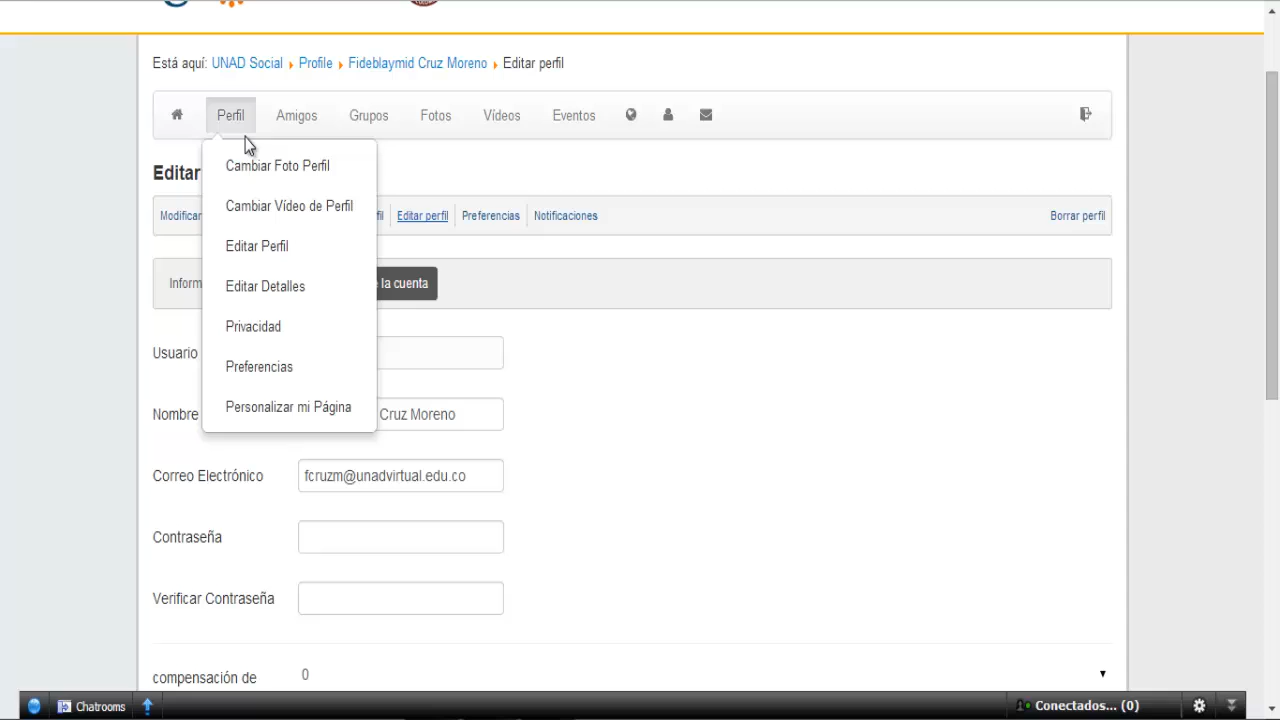 Está aquí: UNAD Social Profile Fideblaymid Cruz Moreno Editar perfil
Perfil Amigos Grupos Fotos Vídeos Eventos
Cambiar Foto Perfil
Editar
Cambiar Vídeo de Perfil
Modificar Editar perfil Preferencias Notificaciones Borrar perfil
Editar Perfil
Editar Detalles
la cuenta
Privacidad
Usuario
Preferencias
Personalizar mi Página
Nombre Cruz Moreno
Correo Electrónico fcruzm@unadvirtual.edu.co
Contraseña
Verificar Contraseña
compensación de 0
Chatrooms Conectados... (0)